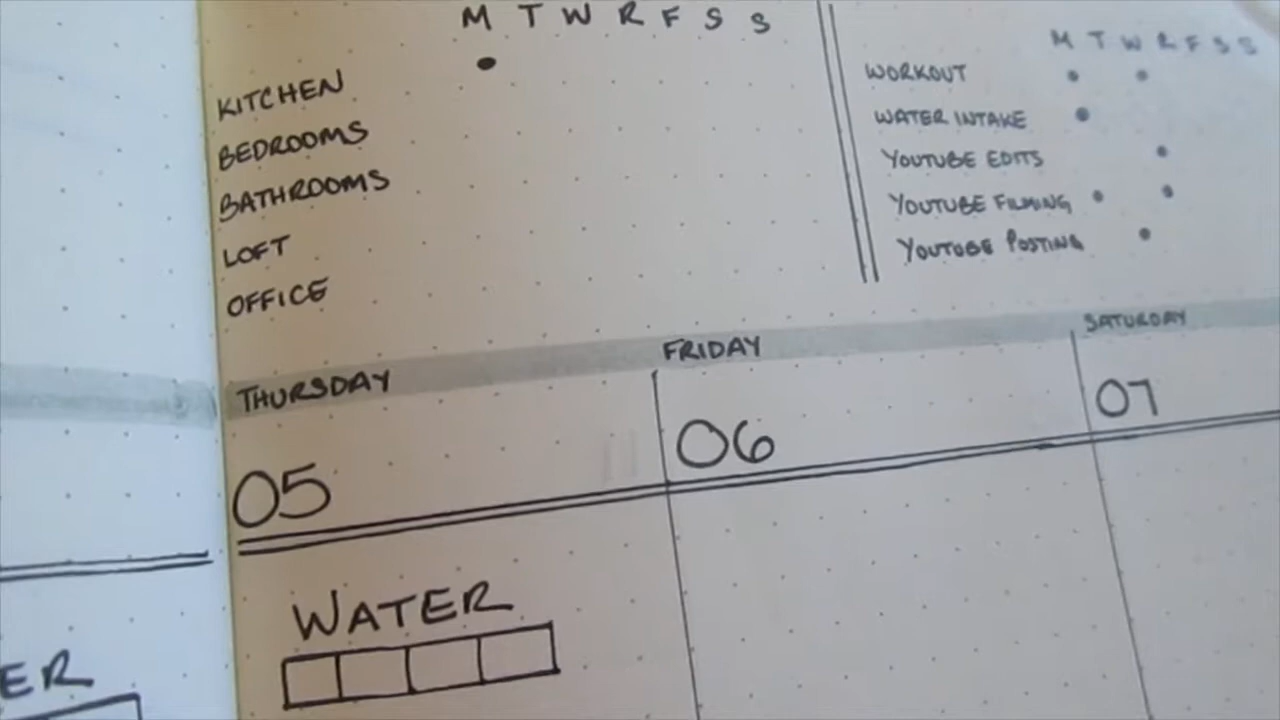 M T W R F S S
KITCHEN
BEDROOMS
BATHROOMS
LOFT
OFFICE
M T W R F S S
WORKOUT
WATER INTAKE
YOUTUBE EDITS
YOUTUBE FILMING
YOUTUBE POSTING
THURSDAY
FRIDAY
SATURDAY
05
06
07
WATER
ER